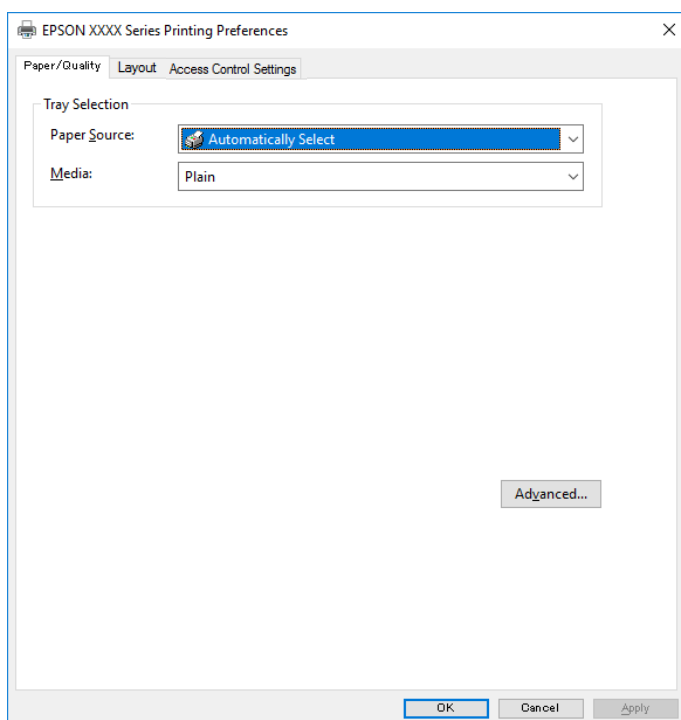 EPSON XXXX Series Printing Preferences
Paper/Quality Layout Access Control Settings
Tray Selection
Paper Source: Automatically Select
Media: Plain
Advanced...
OK Cancel Apply